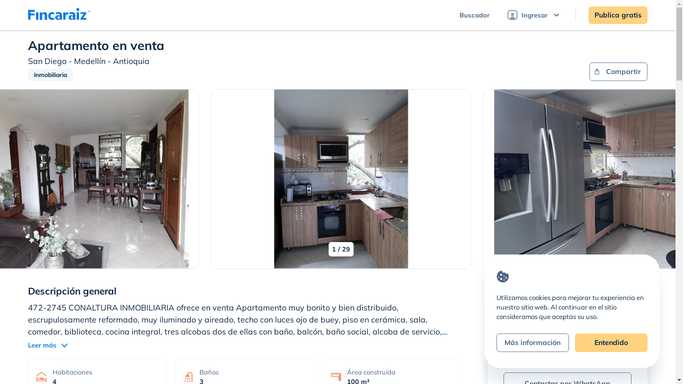 Fincaraiz
Buscador
Ingresar
Publica gratis
Apartamento en venta
San Diego - Medellín - Antioquia
Inmobiliaria
Compartir
1 / 29
Descripción general
472-2745 CONALTURA INMOBILIARIA ofrece en venta Apartamento muy bonito y bien distribuido,
escrupulosamente reformado, muy iluminado y aireado, techo con luces ojo de buey, piso en cerámica, sala,
comedor, biblioteca, cocina integral, tres alcobas dos de ellas con baño, balcón, baño social, alcoba de servicio,...
Leer más
Habitaciones
4
Baños
3
Área construida
100 m²
Utilizamos cookies para mejorar tu experiencia en
nuestro sitio web. Al continuar en el sitio
consideramos que aceptas su uso.
Más información
Entendido
Contactar por WhatsApp